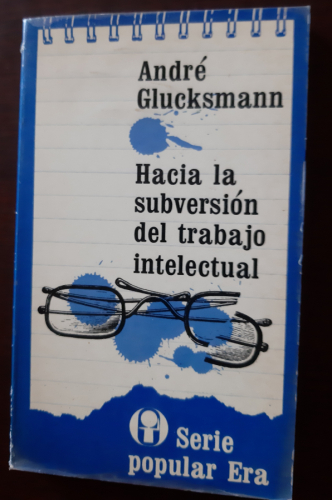 André
Glucksmann
Hacia la
subversión
del trabajo
intelectual
Serie
popular Era